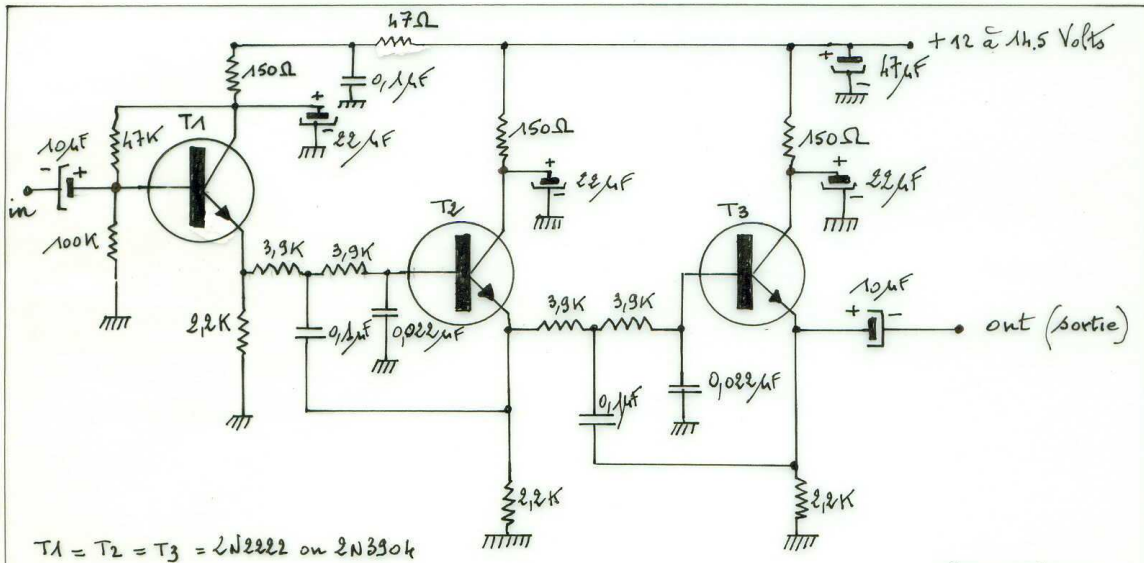 47Ω
+12 à 14.5 Volts
150Ω
0,1µF
47µF
T1
47K
22µF
10µF
in
100K
150Ω
22µF
150Ω
22µF
T2
T3
3,9K
3,9K
10µF
3,9K
3,9K
out (sortie)
2,2K
0,1µF
0,022µF
0,1µF
0,022µF
2,2K
2,2K
T1 = T2 = T3 = 2N2222 ou 2N3904